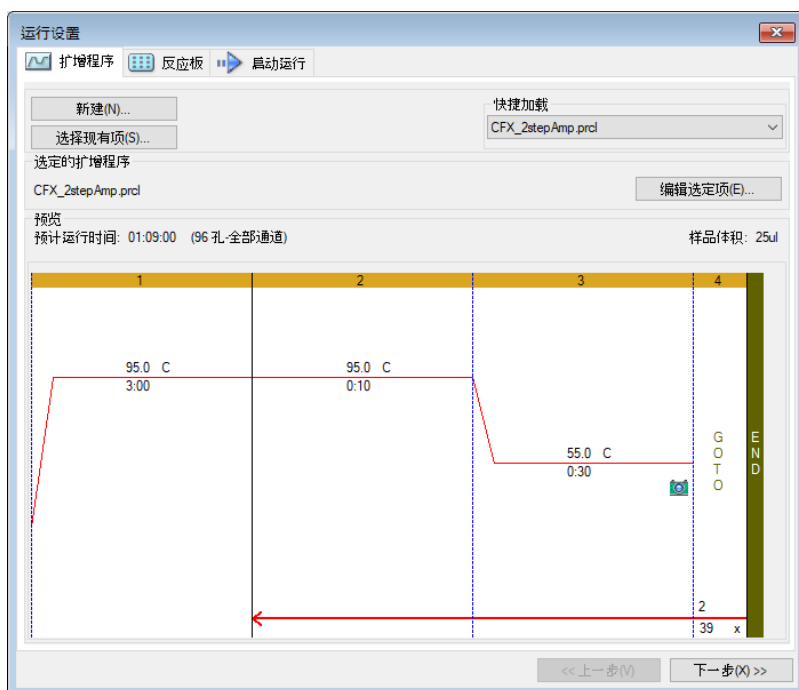 运行设置
扩增程序 反应板 启动运行
新建(N)...
选择现有项(S)...
快捷加载
CFX_2stepAmp.prcl
选定的扩增程序
CFX_2stepAmp.prcl
编辑选定项(E)...
预览
预计运行时间: 01:09:00 (96 孔-全部通道)
样品体积: 25ul
1 2 3 4
95.0 C
3:00
95.0 C
0:10
55.0 C
0:30
GOTO
END
2
39 x
<<上一步(V)
下一步(X) >>